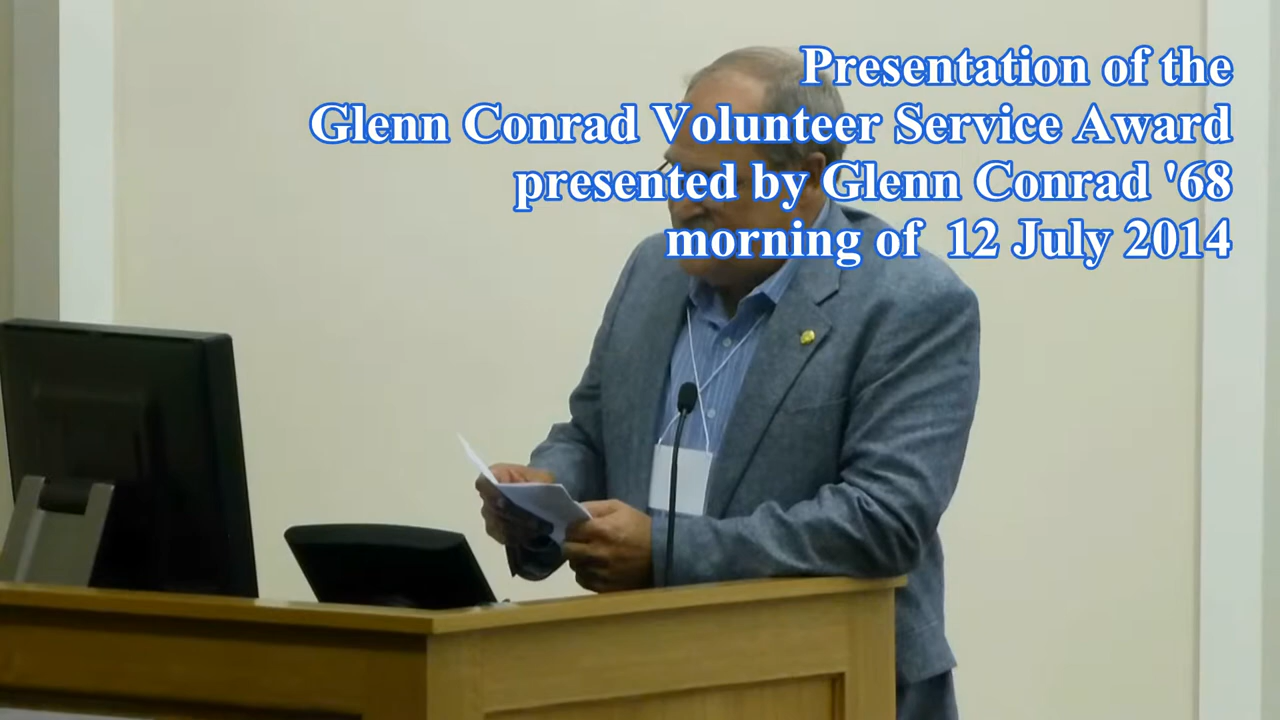 Presentation of the
Glenn Conrad Volunteer Service Award
presented by Glenn Conrad '68
morning of  12 July 2014